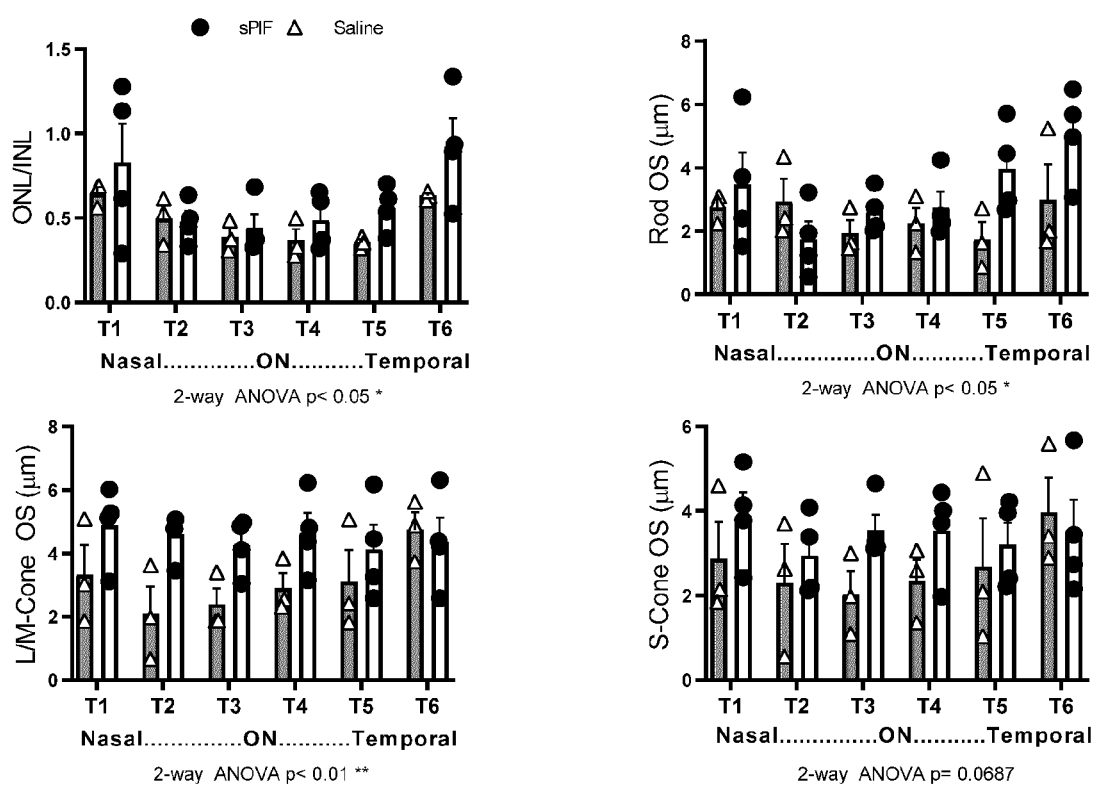 sPIF Saline
1.5
1.0
0.5
0.0
ONL/INL
T1 T2 T3 T4 T5 T6
Nasal..............ON...........Temporal
2-way ANOVA p< 0.05 *
8
6
4
2
0
Rod OS (μm)
T1 T2 T3 T4 T5 T6
Nasal...............ON...........Temporal
2-way ANOVA p< 0.05 *
8
6
4
2
0
L/M-Cone OS (μm)
T1 T2 T3 T4 T5 T6
Nasal...............ON...........Temporal
2-way ANOVA p< 0.01 **
6
4
2
0
S-Cone OS (μm)
T1 T2 T3 T4 T5 T6
Nasal...............ON...........Temporal
2-way ANOVA p= 0.0687